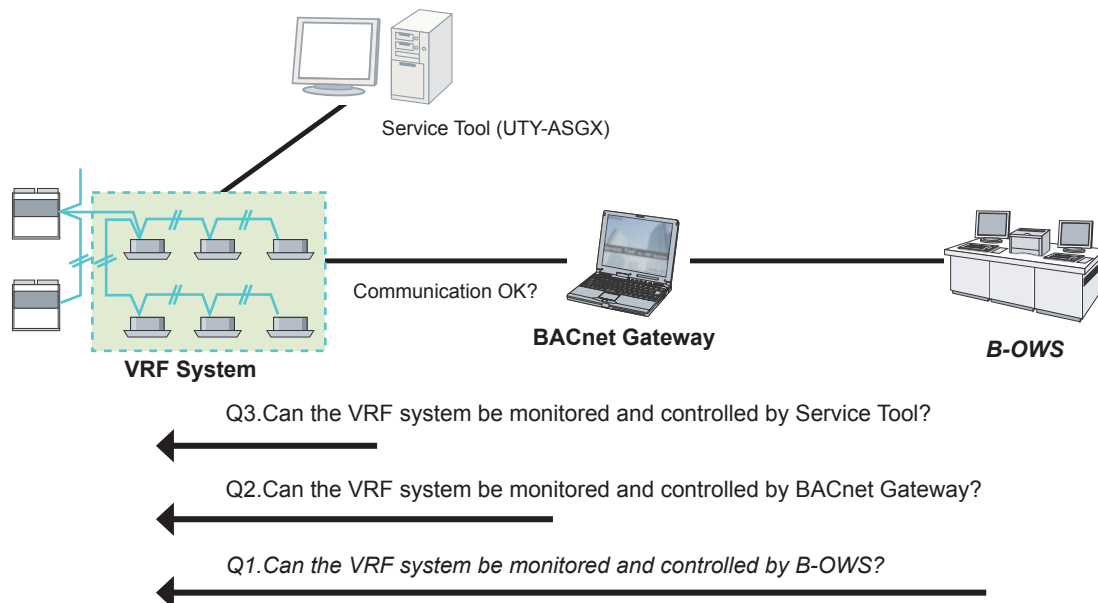 Service Tool (UTY-ASGX)
Communication OK?
BACnet Gateway
B-OWS
VRF System
Q3.Can the VRF system be monitored and controlled by Service Tool?
Q2.Can the VRF system be monitored and controlled by BACnet Gateway?
Q1.Can the VRF system be monitored and controlled by B-OWS?